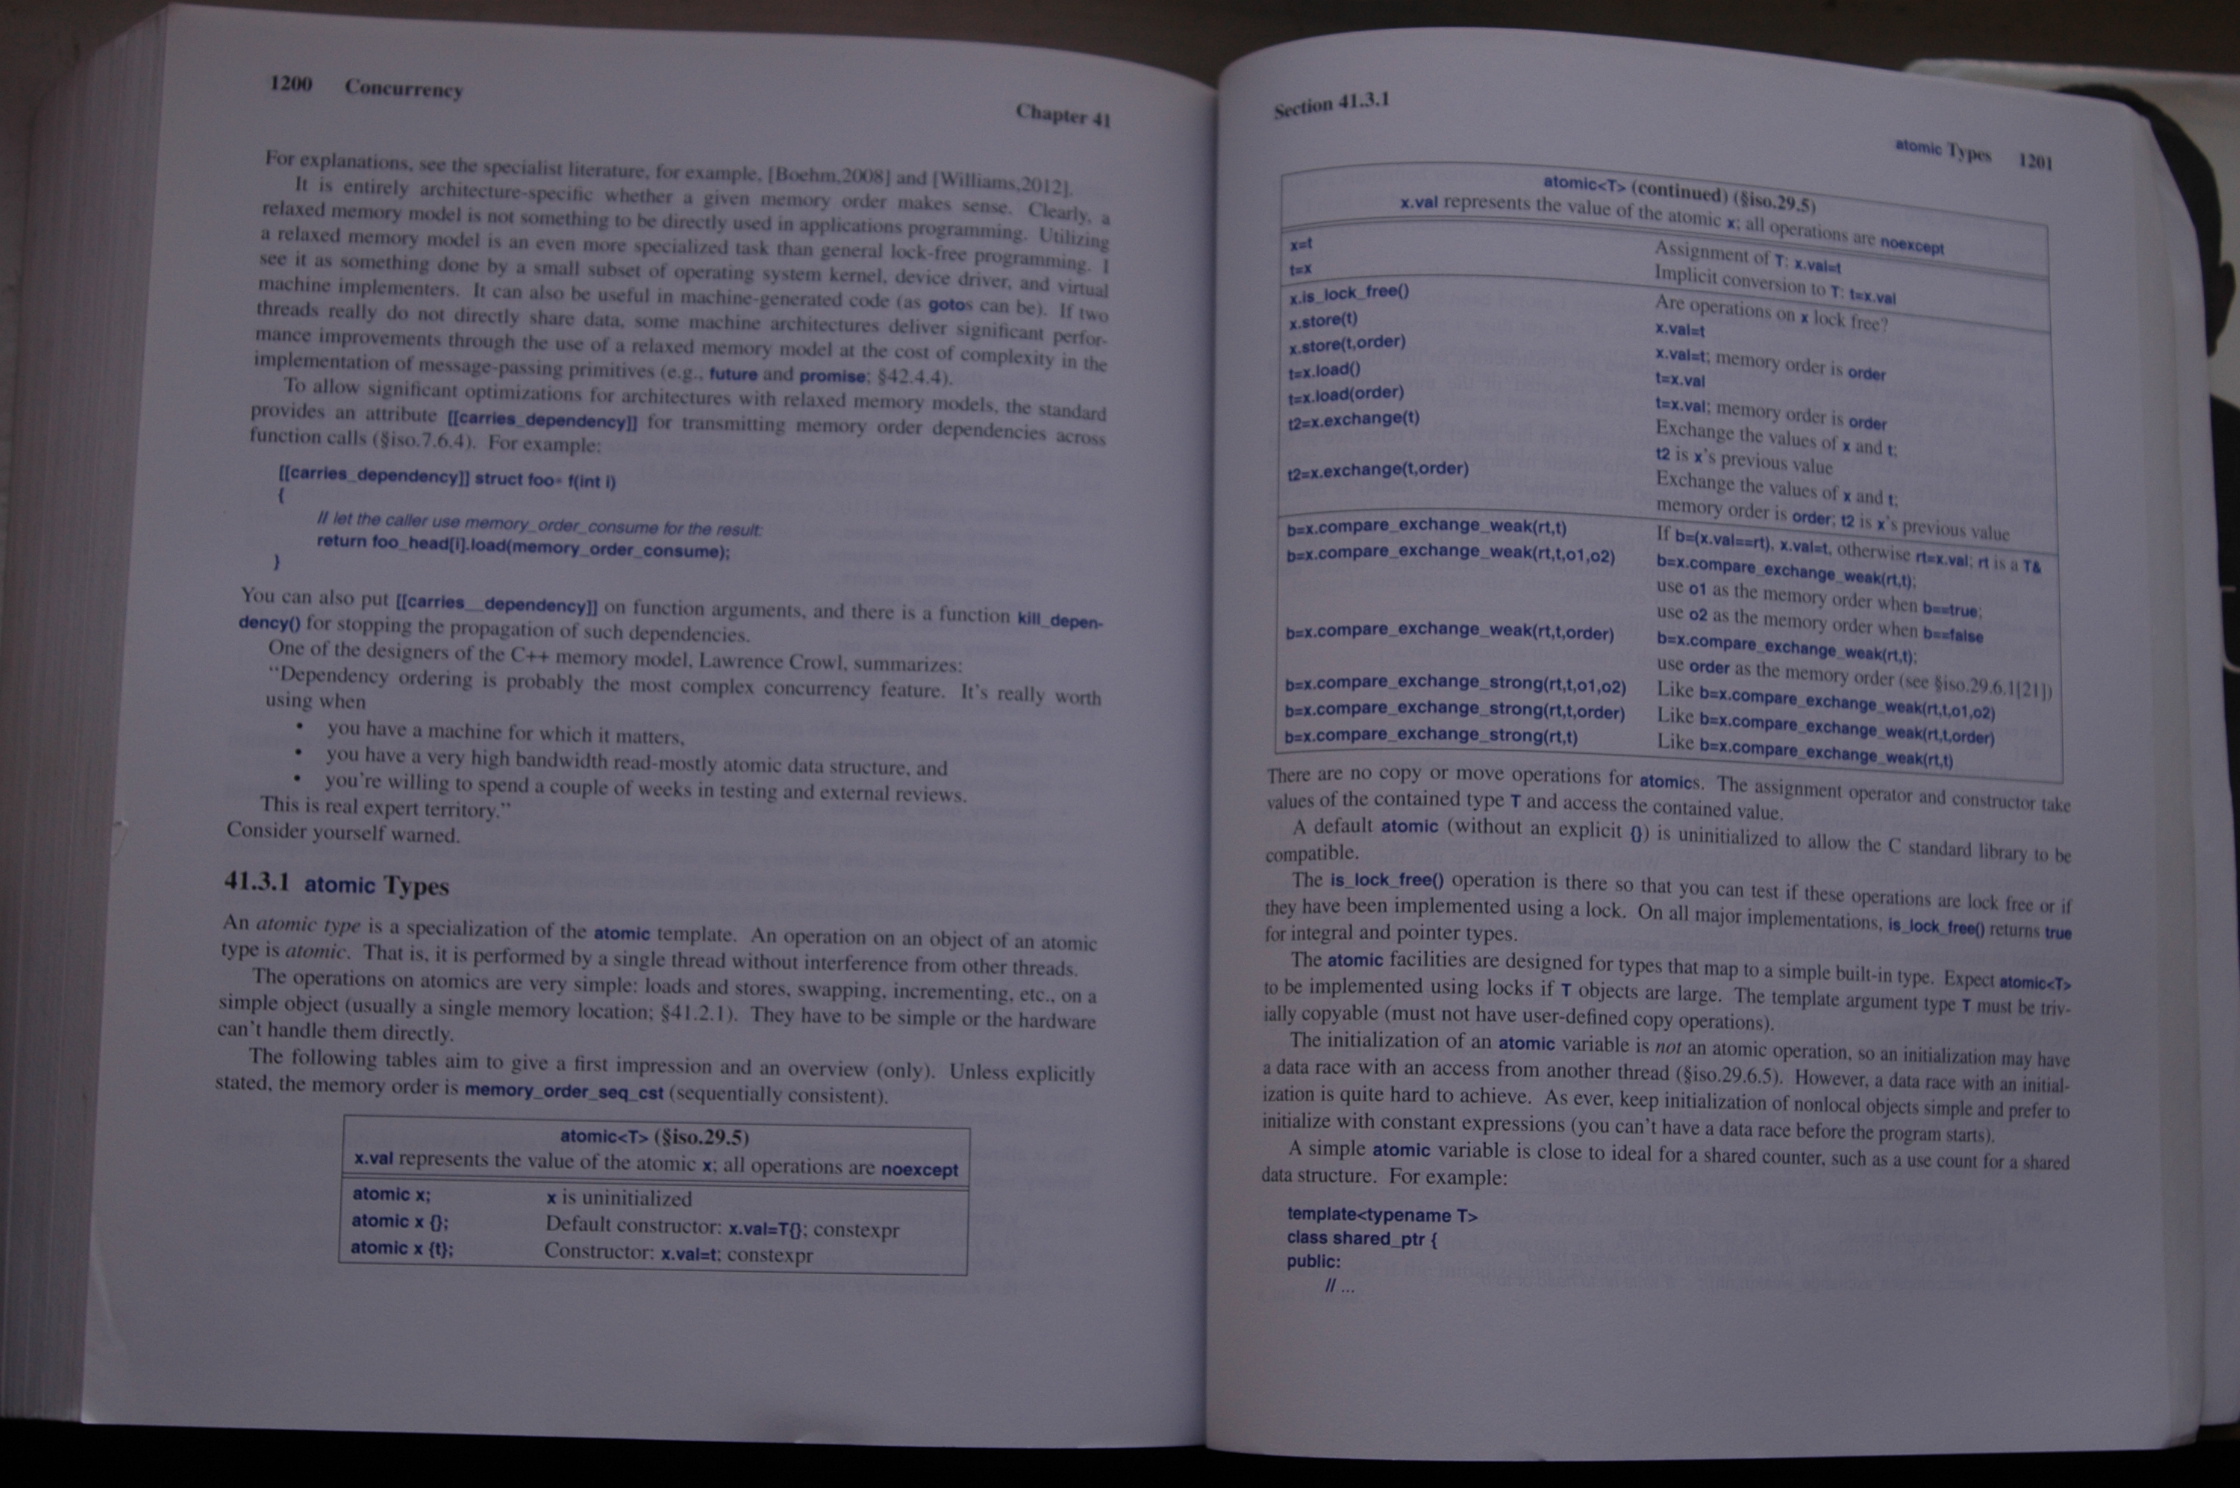 1200 Concurrency Chapter 41
For explanations, see the specialist literature, for example, [Boehm,2008] and [Williams,2012].
It is entirely architecture-specific whether a given memory order makes sense. Clearly, a
relaxed memory model is not something to be directly used in applications programming. Utilizing
a relaxed memory model is an even more specialized task than general lock-free programming. I
see it as something done by a small subset of operating system kernel, device driver, and virtual
machine implementers. It can also be useful in machine-generated code (as gotos can be). If two
threads really do not directly share data, some machine architectures deliver significant perfor-
mance improvements through the use of a relaxed memory model at the cost of complexity in the
implementation of message-passing primitives (e.g., future and promise; §42.4.4).
To allow significant optimizations for architectures with relaxed memory models, the standard
provides an attribute [[carries_dependency]] for transmitting memory order dependencies across
function calls (§iso.7.6.4). For example:
[[carries_dependency]] struct foo* f(int i)
{
// let the caller use memory_order_consume for the result:
return foo_head[i].load(memory_order_consume);
}
You can also put [[carries__dependency]] on function arguments, and there is a function kill_depen-
dency() for stopping the propagation of such dependencies.
One of the designers of the C++ memory model, Lawrence Crowl, summarizes:
“Dependency ordering is probably the most complex concurrency feature. It's really worth
using when
• you have a machine for which it matters,
• you have a very high bandwidth read-mostly atomic data structure, and
• you're willing to spend a couple of weeks in testing and external reviews.
This is real expert territory.”
Consider yourself warned.
41.3.1 atomic Types
An atomic type is a specialization of the atomic template. An operation on an object of an atomic
type is atomic. That is, it is performed by a single thread without interference from other threads.
The operations on atomics are very simple: loads and stores, swapping, incrementing, etc., on a
simple object (usually a single memory location; §41.2.1). They have to be simple or the hardware
can't handle them directly.
The following tables aim to give a first impression and an overview (only). Unless explicitly
stated, the memory order is memory_order_seq_cst (sequentially consistent).
atomic<T> (§iso.29.5)
x.val represents the value of the atomic x; all operations are noexcept
atomic x; x is uninitialized
atomic x {}; Default constructor: x.val=T{}; constexpr
atomic x {t}; Constructor: x.val=t; constexpr
Section 41.3.1 atomic Types 1201
atomic<T> (continued) (§iso.29.5)
x.val represents the value of the atomic x; all operations are noexcept
x=t Assignment of T: x.val=t
t=x Implicit conversion to T: t=x.val
x.is_lock_free() Are operations on x lock free?
x.store(t) x.val=t
x.store(t,order) x.val=t; memory order is order
t=x.load() t=x.val
t=x.load(order) t=x.val; memory order is order
t2=x.exchange(t) Exchange the values of x and t;
t2 is x's previous value
t2=x.exchange(t,order) Exchange the values of x and t;
memory order is order; t2 is x's previous value
b=x.compare_exchange_weak(rt,t) If b=(x.val==rt), x.val=t, otherwise rt=x.val; rt is a T&
b=x.compare_exchange_weak(rt,t,o1,o2) b=x.compare_exchange_weak(rt,t);
use o1 as the memory order when b==true;
use o2 as the memory order when b==false
b=x.compare_exchange_weak(rt,t,order) b=x.compare_exchange_weak(rt,t);
use order as the memory order (see §iso.29.6.1[21])
b=x.compare_exchange_strong(rt,t,o1,o2) Like b=x.compare_exchange_weak(rt,t,o1,o2)
b=x.compare_exchange_strong(rt,t,order) Like b=x.compare_exchange_weak(rt,t,order)
b=x.compare_exchange_strong(rt,t) Like b=x.compare_exchange_weak(rt,t)
There are no copy or move operations for atomics. The assignment operator and constructor take
values of the contained type T and access the contained value.
A default atomic (without an explicit {}) is uninitialized to allow the C standard library to be
compatible.
The is_lock_free() operation is there so that you can test if these operations are lock free or if
they have been implemented using a lock. On all major implementations, is_lock_free() returns true
for integral and pointer types.
The atomic facilities are designed for types that map to a simple built-in type. Expect atomic<T>
to be implemented using locks if T objects are large. The template argument type T must be triv-
ially copyable (must not have user-defined copy operations).
The initialization of an atomic variable is not an atomic operation, so an initialization may have
a data race with an access from another thread (§iso.29.6.5). However, a data race with an initial-
ization is quite hard to achieve. As ever, keep initialization of nonlocal objects simple and prefer to
initialize with constant expressions (you can't have a data race before the program starts).
A simple atomic variable is close to ideal for a shared counter, such as a use count for a shared
data structure. For example:
template<typename T>
class shared_ptr {
public:
// ...